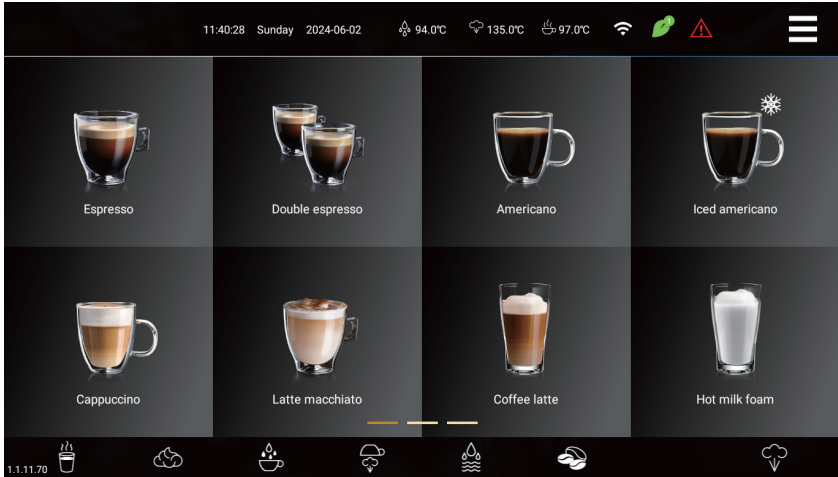 11:40:28 Sunday 2024-06-02 94.0℃ 135.0℃ 97.0℃ 1
Espresso Double espresso Americano Iced americano
Cappuccino Latte macchiato Coffee latte Hot milk foam
1.1.11.70